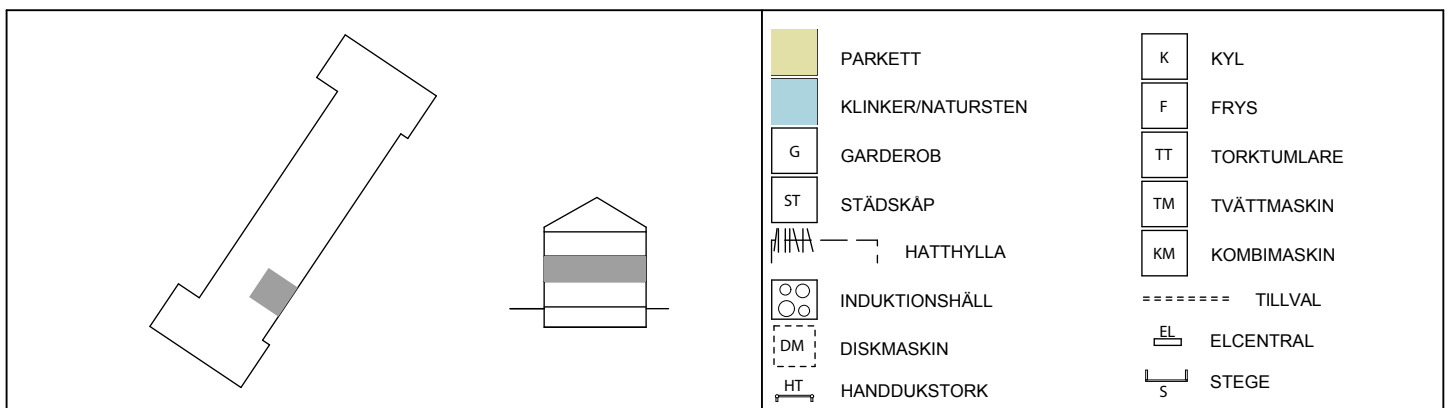 PARKETT
KLINKER/NATURSTEN
G GARDEROB
ST STÄDSKÅP
HATTHYLLA
INDUKTIONSHÄLL
DM DISKMASKIN
HT HANDDUKSTORK
K KYL
F FRYS
TT TORKTUMLARE
TM TVÄTTMASKIN
KM KOMBIMASKIN
TILLVAL
EL ELCENTRAL
S STEGE